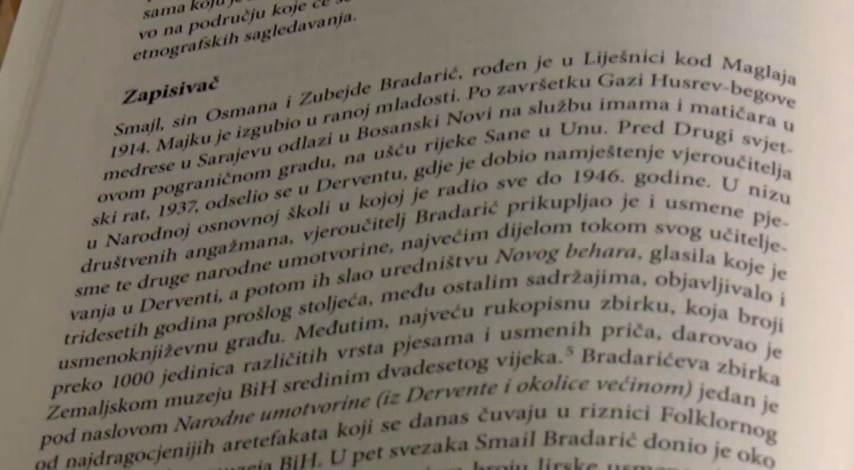 sama koju je
vo na području koje će se
etnografskih sagledavanja.
Zapisivač
Smajl, sin Osmana i Zubejde Bradarić, rođen je u Liješnici kod Maglaja
1914. Majku je izgubio u ranoj mladosti. Po završetku Gazi Husrev-begove
medrese u Sarajevu odlazi u Bosanski Novi na službu imama i matičara u
ovom pograničnom gradu, na ušću rijeke Sane u Unu. Pred Drugi svjet-
ski rat, 1937, odselio se u Derventu, gdje je dobio namještenje vjeroučitelja
u Narodnoj osnovnoj školi u kojoj je radio sve do 1946. godine. U nizu
društvenih angažmana, vjeroučitelj Bradarić prikupljao je i usmene pje-
sme te druge narodne umotvorine, najvećim dijelom tokom svog učitelje-
vanja u Derventi, a potom ih slao uredništvu Novog behara, glasila koje je
tridesetih godina prošlog stoljeća, među ostalim sadržajima, objavljivalo i
usmenoknjiževnu građu. Međutim, najveću rukopisnu zbirku, koja broji
preko 1000 jedinica različitih vrsta pjesama i usmenih priča, darovao je
Zemaljskom muzeju BiH sredinim dvadesetog vijeka.⁵ Bradarićeva zbirka
pod naslovom Narodne umotvorine (iz Dervente i okolice većinom) jedan je
od najdragocjenijih aretefakata koji se danas čuvaju u riznici Folklornog
BiH. U pet svezaka Smail Bradarić donio je oko
broju lirske